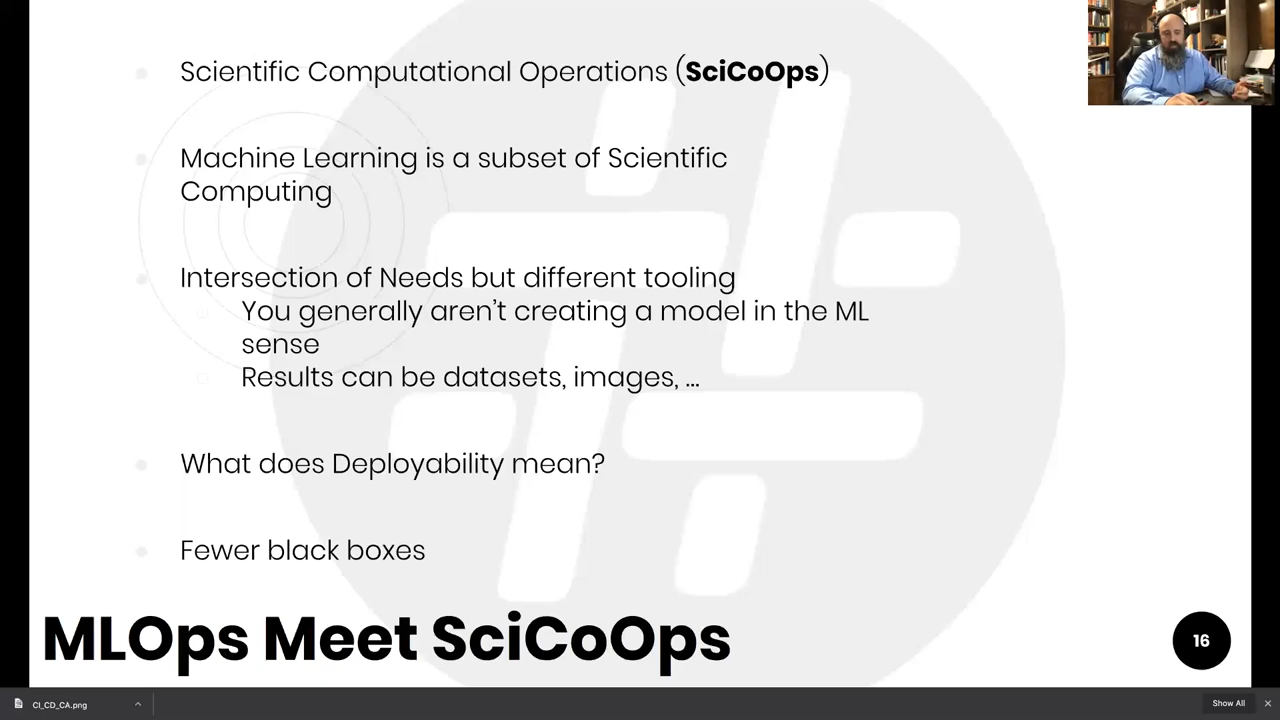 Scientific Computational Operations (SciCoOps)
Machine Learning is a subset of Scientific
Computing
Intersection of Needs but different tooling
You generally aren't creating a model in the ML
sense
Results can be datasets, images, ...
What does Deployability mean?
Fewer black boxes
MLOps Meet SciCoOps
16
CI_CD_CA.png
Show All